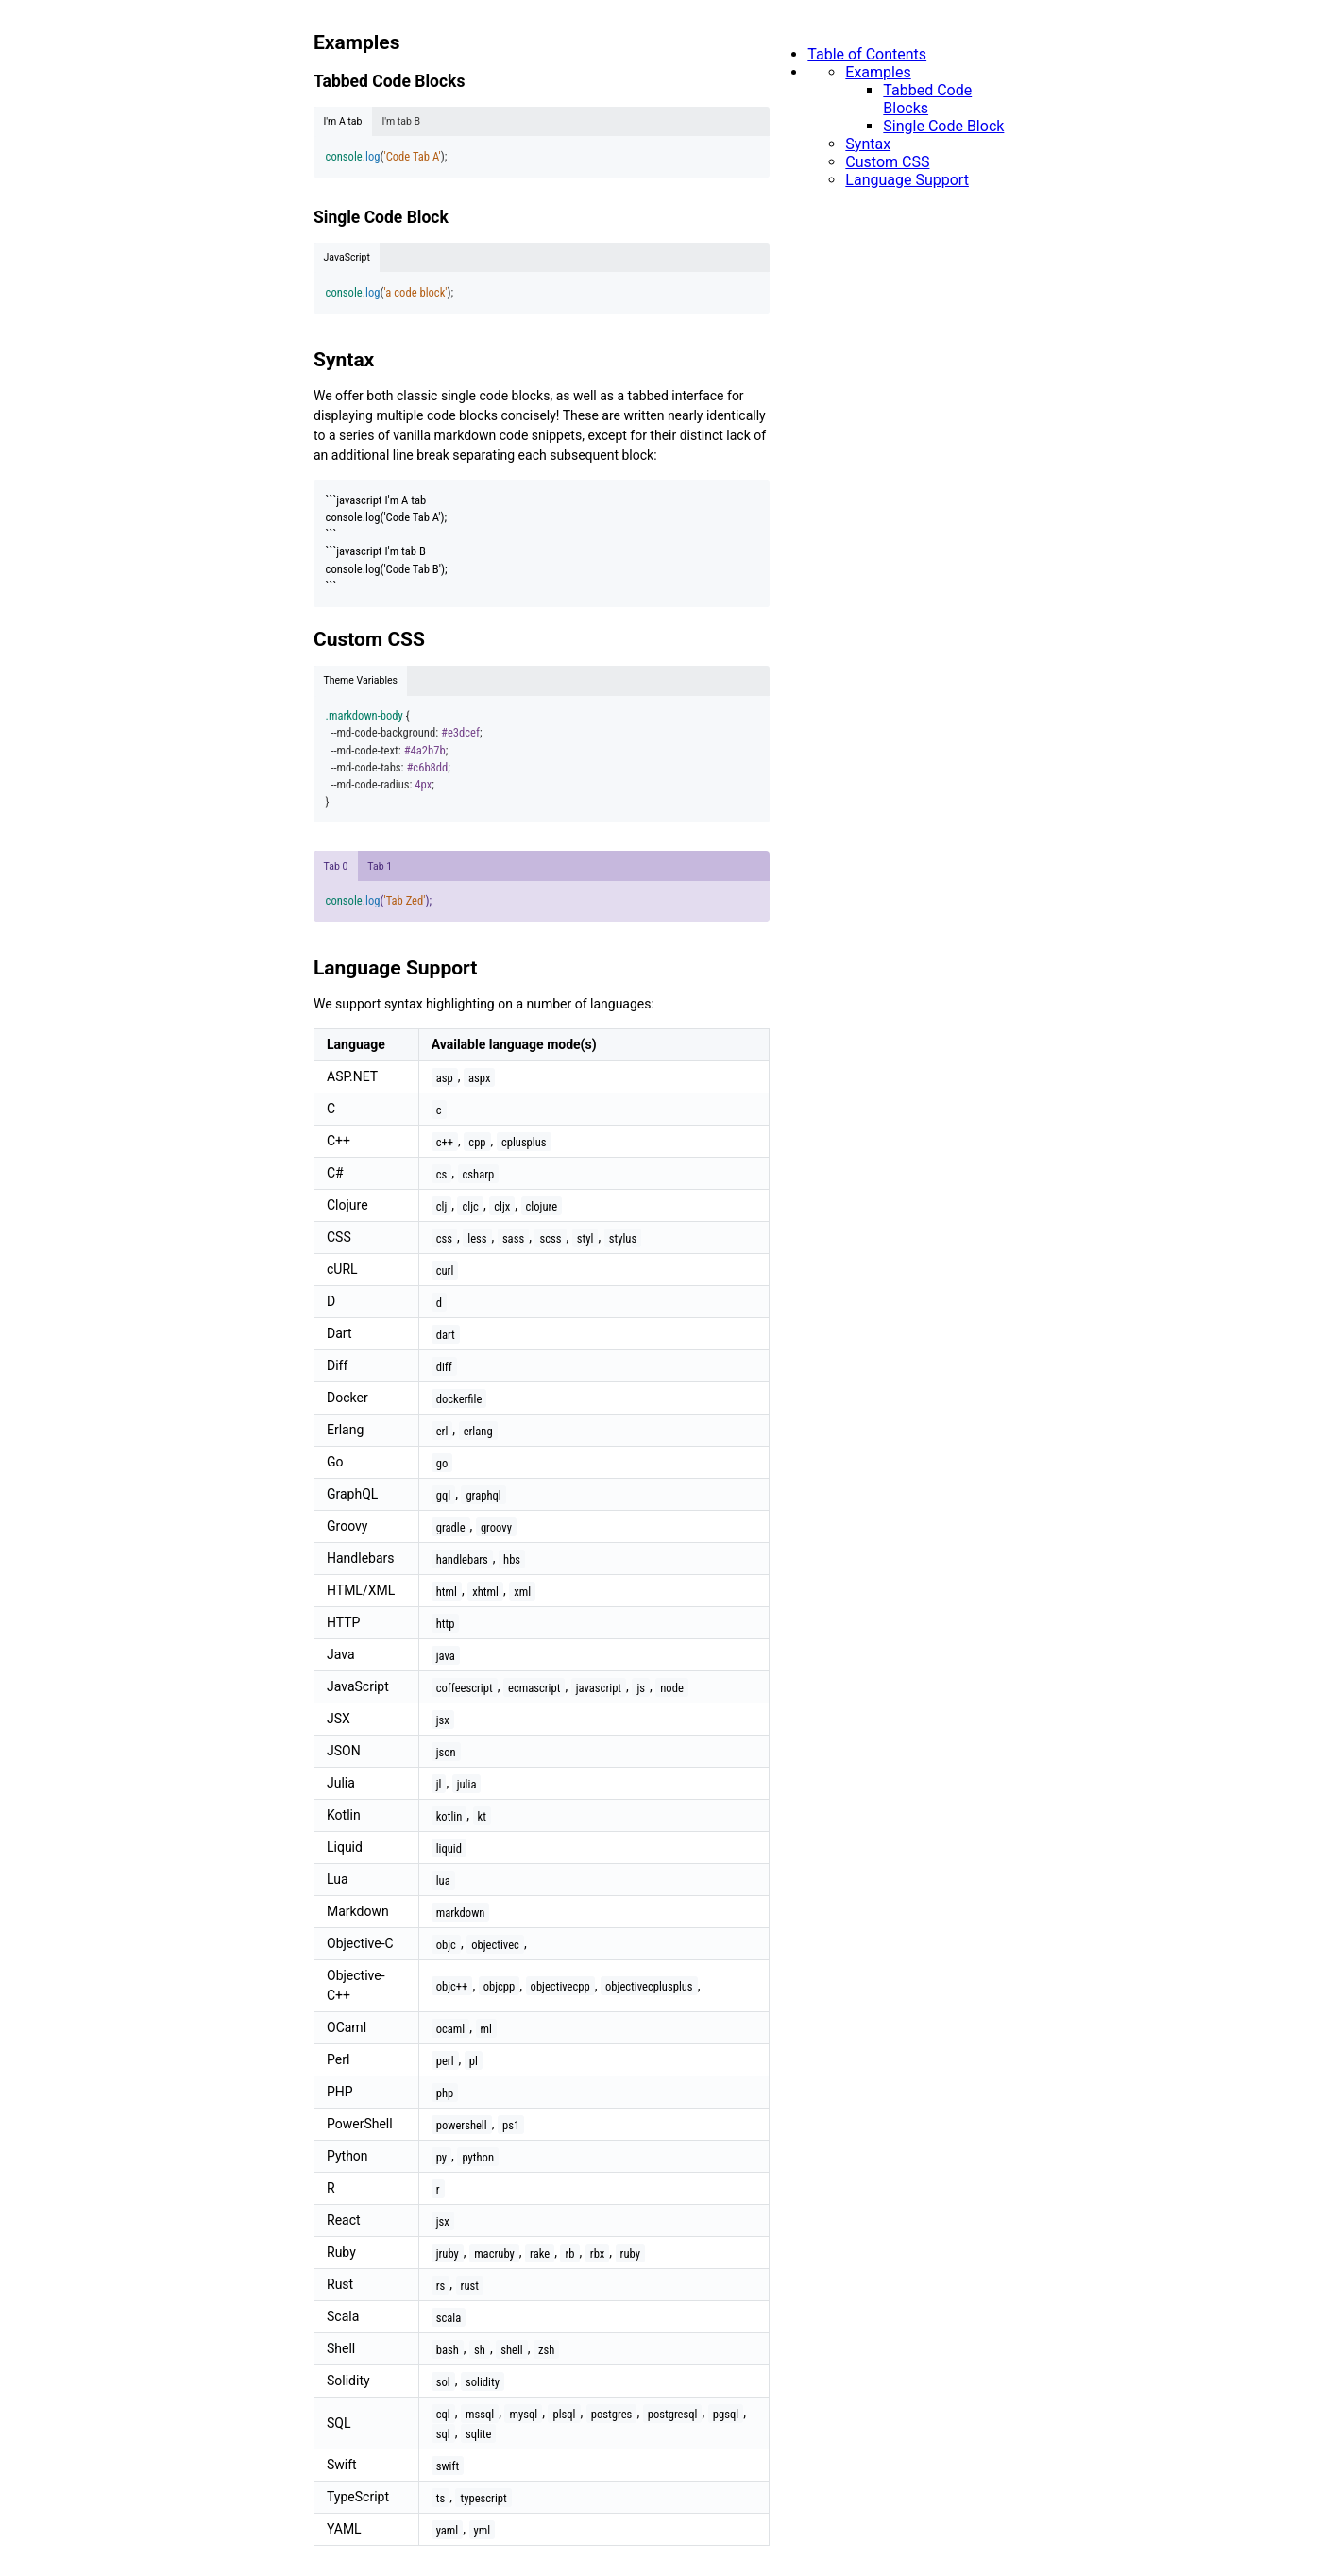 Examples
Tabbed Code Blocks
I'm A tab I'm tab B
console.log('Code Tab A');
Single Code Block
JavaScript
console.log('a code block');
Syntax
We offer both classic single code blocks, as well as a tabbed interface for
displaying multiple code blocks concisely! These are written nearly identically
to a series of vanilla markdown code snippets, except for their distinct lack of
an additional line break separating each subsequent block:
```javascript I'm A tab
console.log('Code Tab A');
```
```javascript I'm tab B
console.log('Code Tab B');
```
Custom CSS
Theme Variables
.markdown-body {
--md-code-background: #e3dcef;
--md-code-text: #4a2b7b;
--md-code-tabs: #c6b8dd;
--md-code-radius: 4px;
}
Tab 0 Tab 1
console.log('Tab Zed');
Language Support
We support syntax highlighting on a number of languages:
Language Available language mode(s)
ASP.NET asp , aspx
C c
C++ c++ , cpp , cplusplus
C# cs , csharp
Clojure clj , cljc , cljx , clojure
CSS css , less , sass , scss , styl , stylus
cURL curl
D d
Dart dart
Diff diff
Docker dockerfile
Erlang erl , erlang
Go go
GraphQL gql , graphql
Groovy gradle , groovy
Handlebars handlebars , hbs
HTML/XML html , xhtml , xml
HTTP http
Java java
JavaScript coffeescript , ecmascript , javascript , js , node
JSX jsx
JSON json
Julia jl , julia
Kotlin kotlin , kt
Liquid liquid
Lua lua
Markdown markdown
Objective-C objc , objectivec ,
Objective-
C++ objc++ , objcpp , objectivecpp , objectivecplusplus ,
OCaml ocaml , ml
Perl perl , pl
PHP php
PowerShell powershell , ps1
Python py , python
R r
React jsx
Ruby jruby , macruby , rake , rb , rbx , ruby
Rust rs , rust
Scala scala
Shell bash , sh , shell , zsh
Solidity sol , solidity
SQL cql , mssql , mysql , plsql , postgres , postgresql , pgsql ,
sql , sqlite
Swift swift
TypeScript ts , typescript
YAML yaml , yml
Table of Contents
Examples
Tabbed Code
Blocks
Single Code Block
Syntax
Custom CSS
Language Support